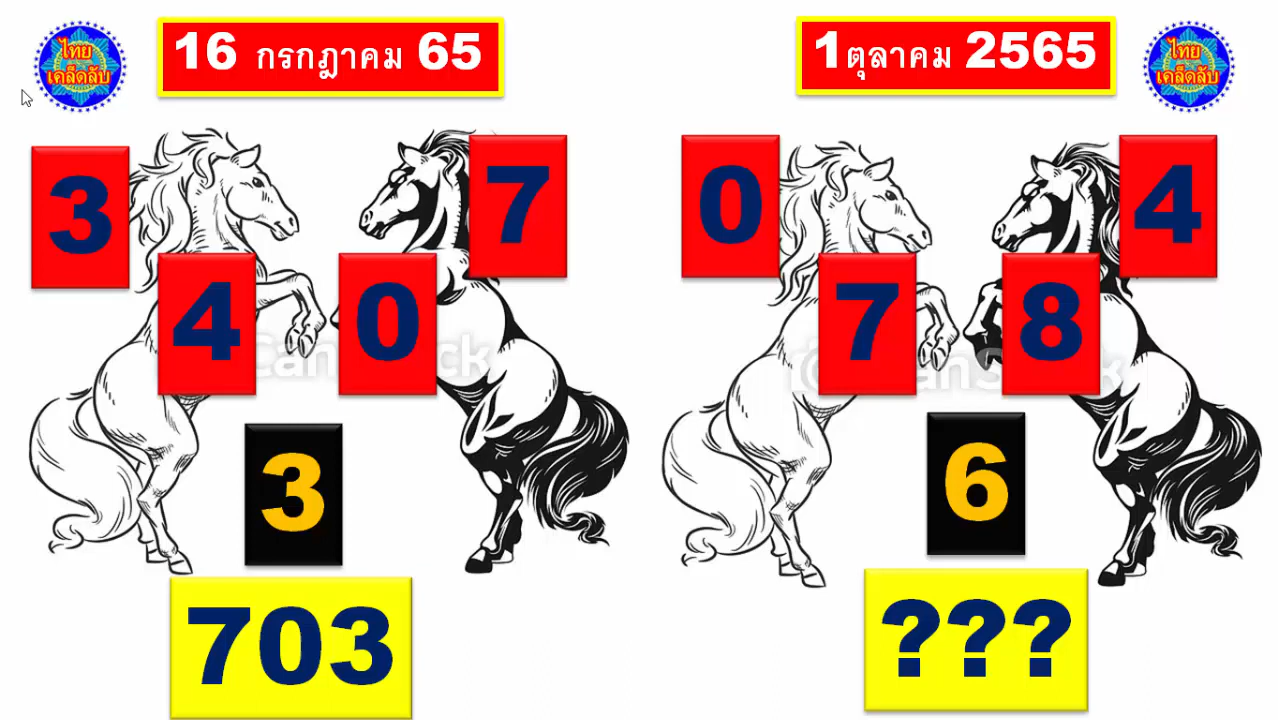 ไทย
เคล็ดลับ
16 กรกฎาคม 65
1ตุลาคม 2565
ไทย
เคล็ดลับ
3
7
4
0
3
703
0
4
7
8
6
???